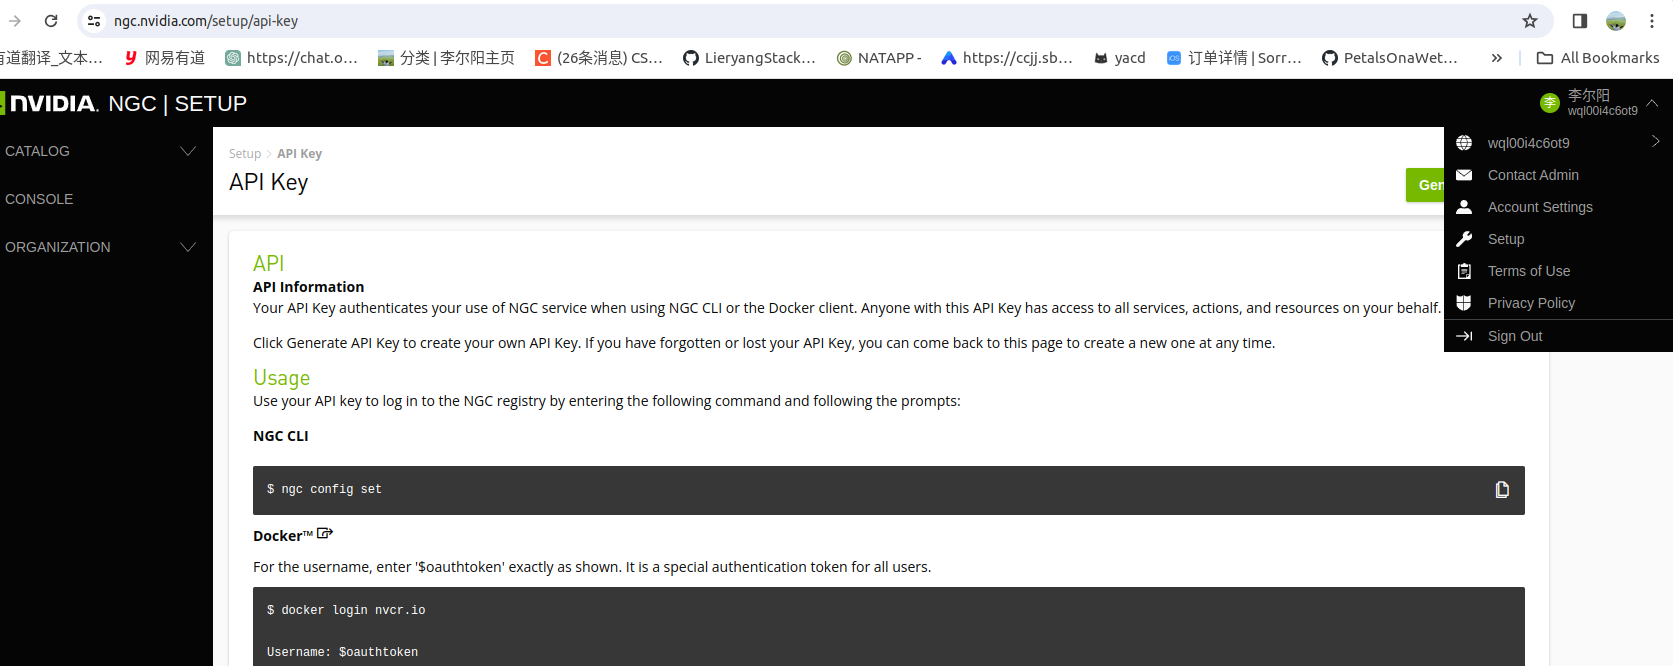 ngc.nvidia.com/setup/api-key
有道翻译_文本… 网易有道 https://chat.o… 分类 | 李尔阳主页 (26条消息) CS… LieryangStack… NATAPP - https://ccjj.sb… yacd 订单详情 | Sorr… PetalsOnaWet… » All Bookmarks
NVIDIA. NGC | SETUP
李 李尔阳
wql00i4c6ot9
CATALOG
CONSOLE
ORGANIZATION
Setup > API Key
API Key
Gen
wql00i4c6ot9
Contact Admin
Account Settings
Setup
Terms of Use
Privacy Policy
Sign Out
API
API Information
Your API Key authenticates your use of NGC service when using NGC CLI or the Docker client. Anyone with this API Key has access to all services, actions, and resources on your behalf.
Click Generate API Key to create your own API Key. If you have forgotten or lost your API Key, you can come back to this page to create a new one at any time.
Usage
Use your API key to log in to the NGC registry by entering the following command and following the prompts:
NGC CLI
$ ngc config set
Docker™
For the username, enter '$oauthtoken' exactly as shown. It is a special authentication token for all users.
$ docker login nvcr.io
Username: $oauthtoken